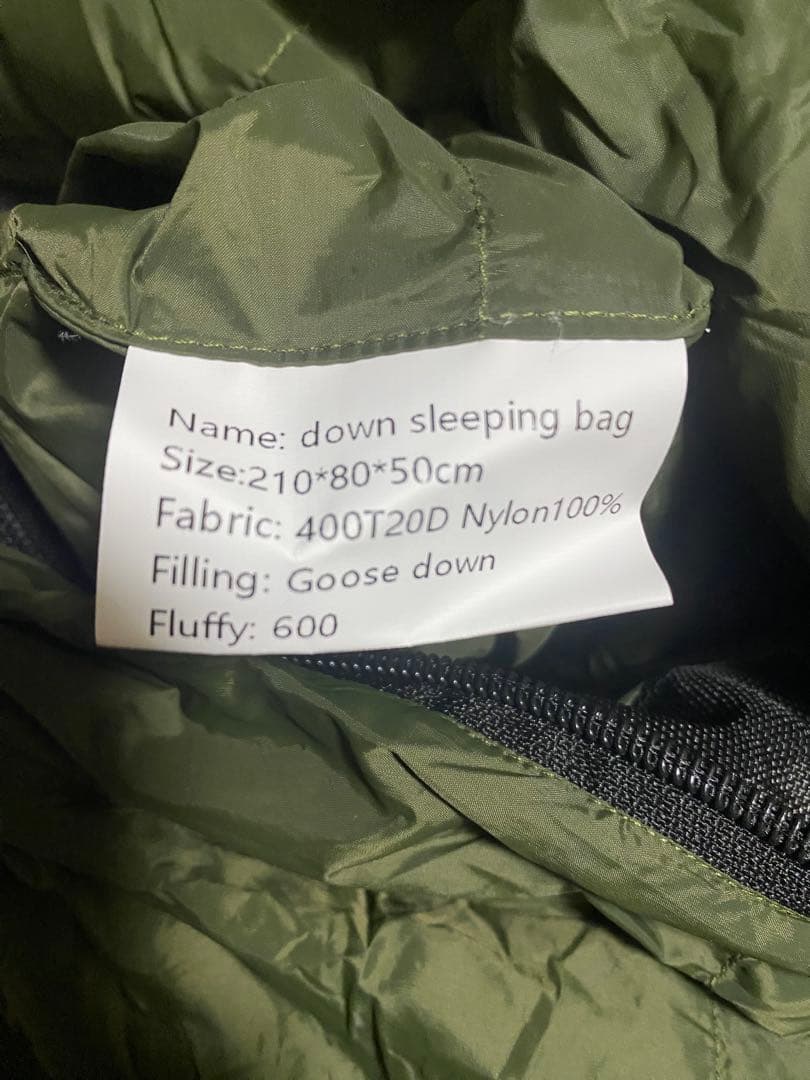 Name: down sleeping bag
Size:210*80*50cm
Fabric: 400T20D Nylon100%
Filling: Goose down
Fluffy: 600